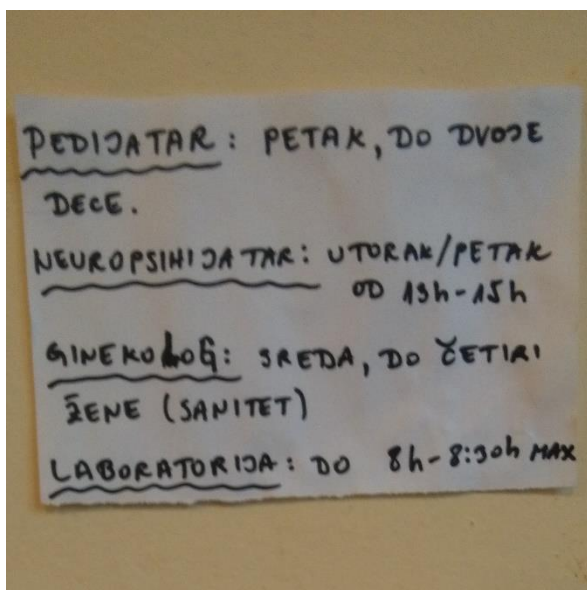 PEDIJATAR: PETAK, DO DVOJE
DECE.
NEUROPSIHIJATAR: UTORAK/PETAK
OD 13h-15h
GINEKOLOG: SREDA, DO ČETIRI
ŽENE (SANITET)
LABORATORIJA: DO 8h-8:30h MAX